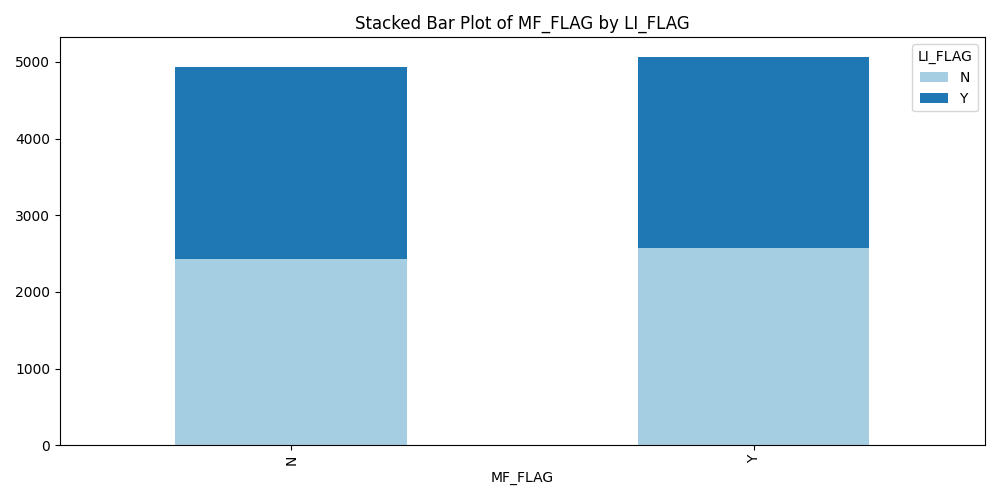 Stacked Bar Plot of MF_FLAG by LI_FLAG
LI_FLAG
N
Y
5000
4000
3000
2000
1000
0
N
Y
MF_FLAG